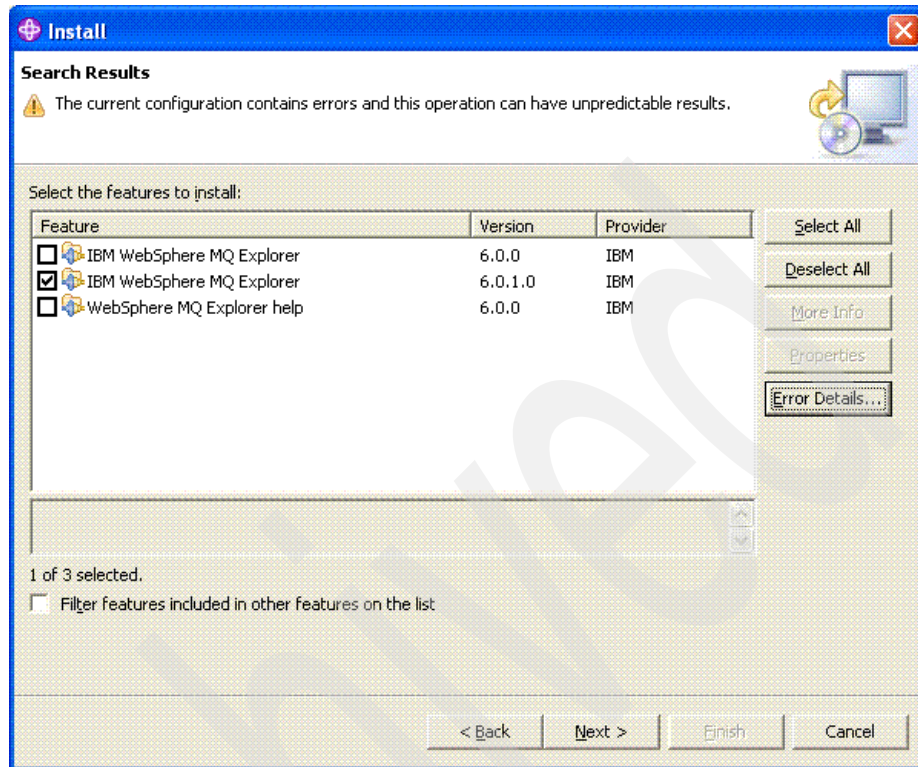 Install
Search Results
The current configuration contains errors and this operation can have unpredictable results.
Select the features to install:
Feature Version Provider
IBM WebSphere MQ Explorer 6.0.0 IBM
IBM WebSphere MQ Explorer 6.0.1.0 IBM
WebSphere MQ Explorer help 6.0.0 IBM
Select All
Deselect All
More Info
Properties
Error Details...
1 of 3 selected.
Filter features included in other features on the list
< Back Next > Finish Cancel